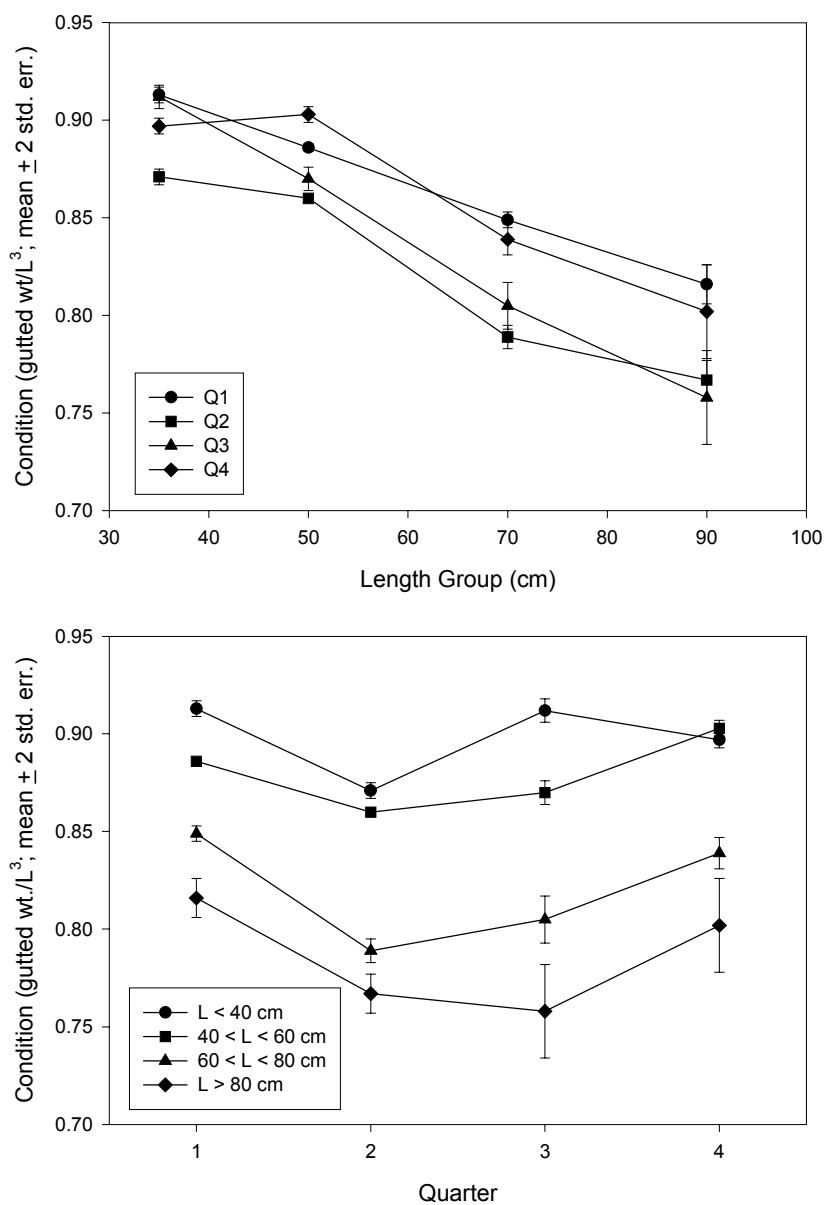 0.95
0.90
0.85
0.80
0.75
0.70
Condition (gutted wt/L³; mean ± 2 std. err.)
Q1
Q2
Q3
Q4
30 40 50 60 70 80 90 100
Length Group (cm)
0.95
0.90
0.85
0.80
0.75
0.70
Condition (gutted wt./L³; mean ± 2 std. err.)
L < 40 cm
40 < L < 60 cm
60 < L < 80 cm
L > 80 cm
1 2 3 4
Quarter